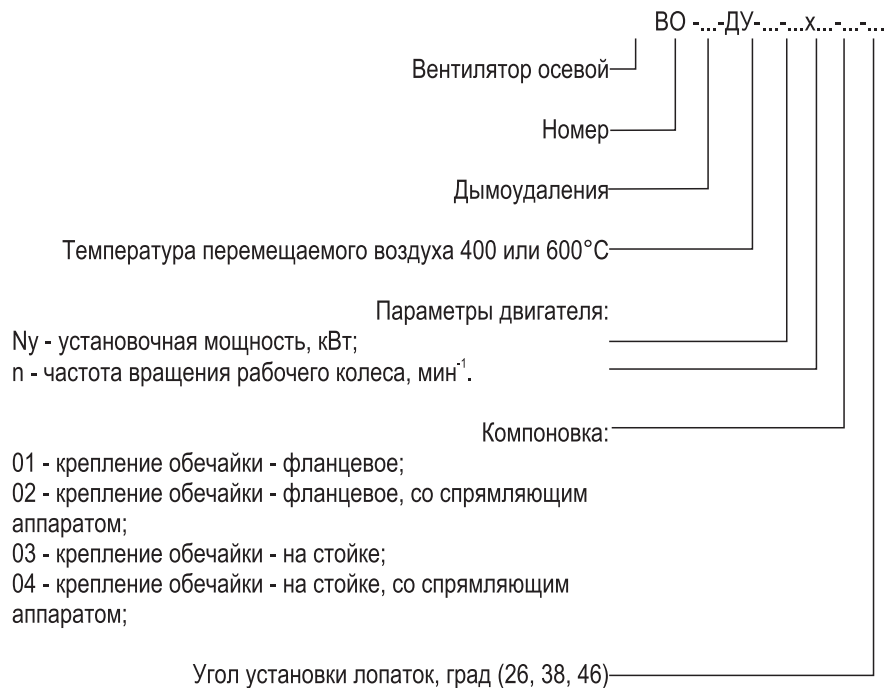 ВО -...-ДУ-...-...х...-...-...
Вентилятор осевой
Номер
Дымоудаления
Температура перемещаемого воздуха 400 или 600°С
Параметры двигателя:
Ny - установочная мощность, кВт;
n - частота вращения рабочего колеса, мин⁻¹.
Компоновка:
01 - крепление обечайки - фланцевое;
02 - крепление обечайки - фланцевое, со спрямляющим
аппаратом;
03 - крепление обечайки - на стойке;
04 - крепление обечайки - на стойке, со спрямляющим
аппаратом;
Угол установки лопаток, град (26, 38, 46)